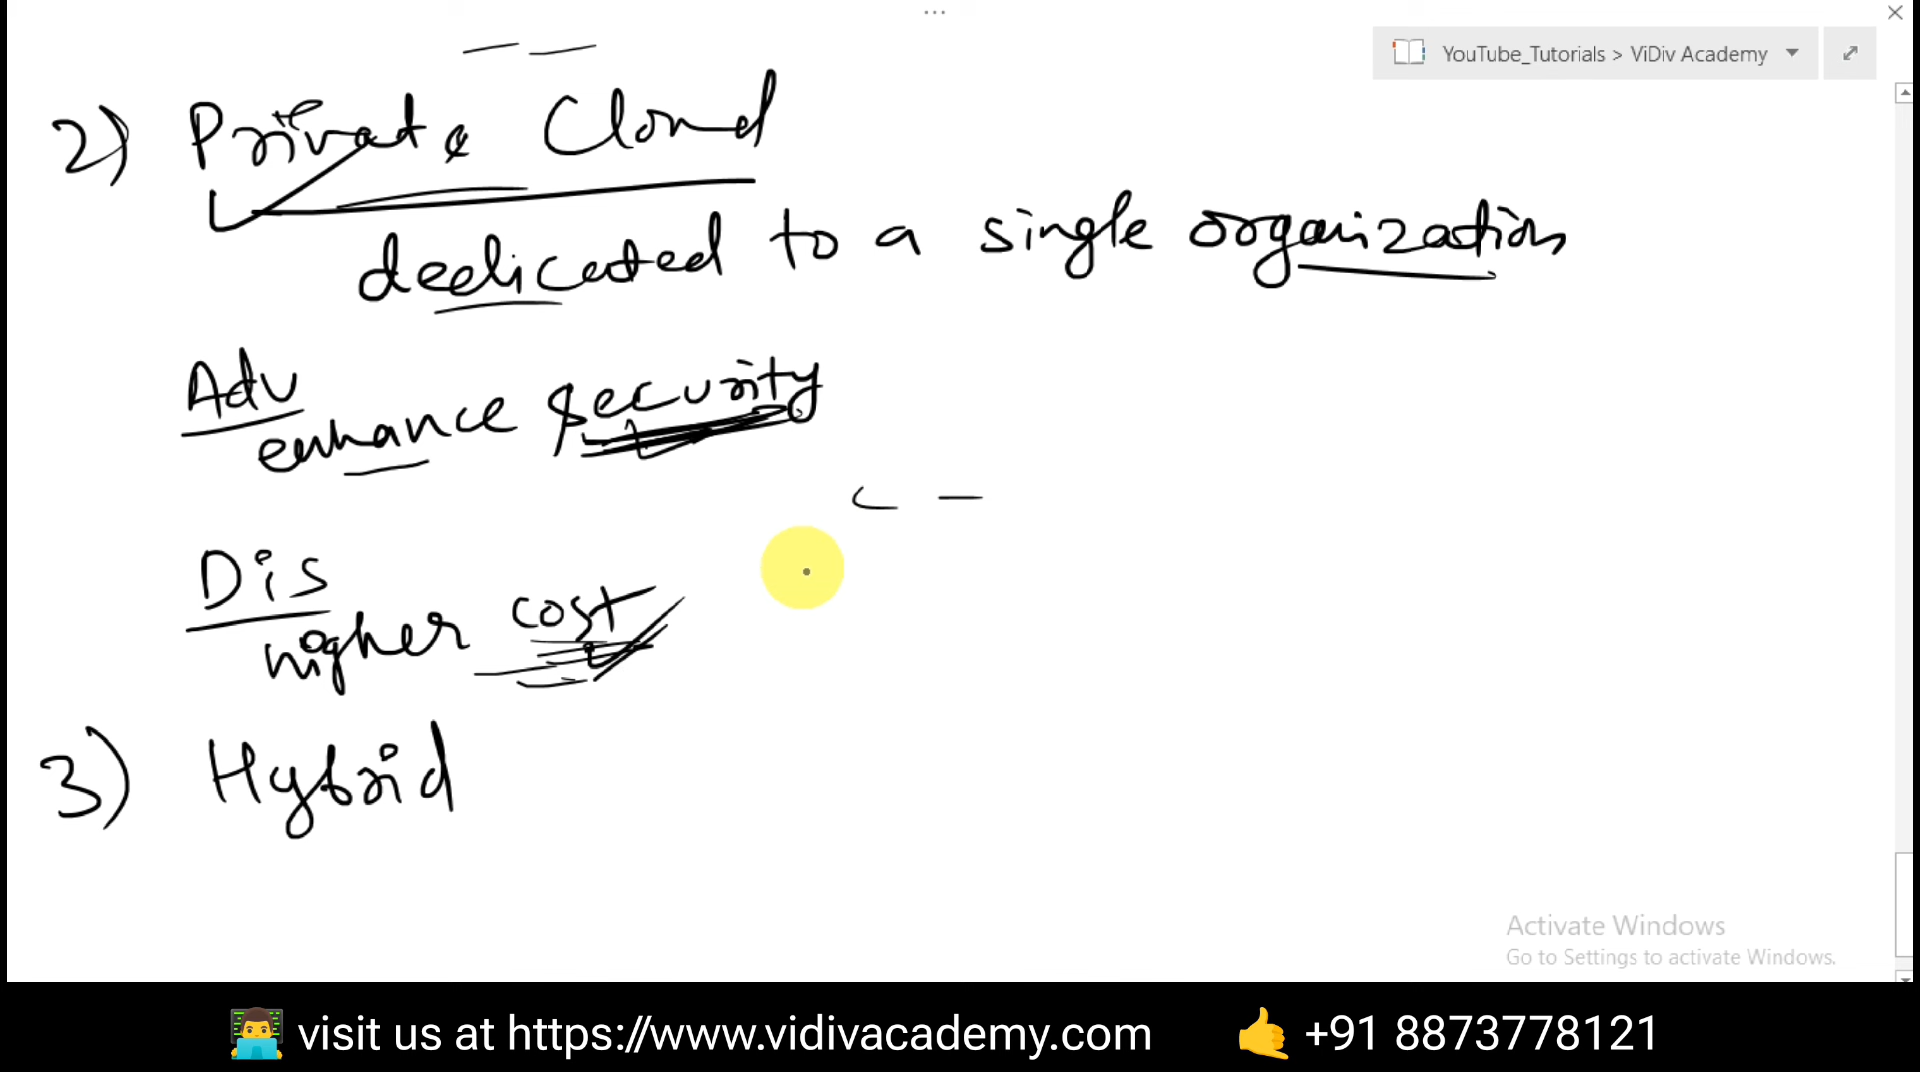 YouTube_Tutorials > ViDiv Academy
2) Private Cloud
dedicated to a single organization
Adv
enhance security
Dis
higher cost
3) Hybrid
Activate Windows
Go to Settings to activate Windows.
visit us at https://www.vidivacademy.com +91 8873778121